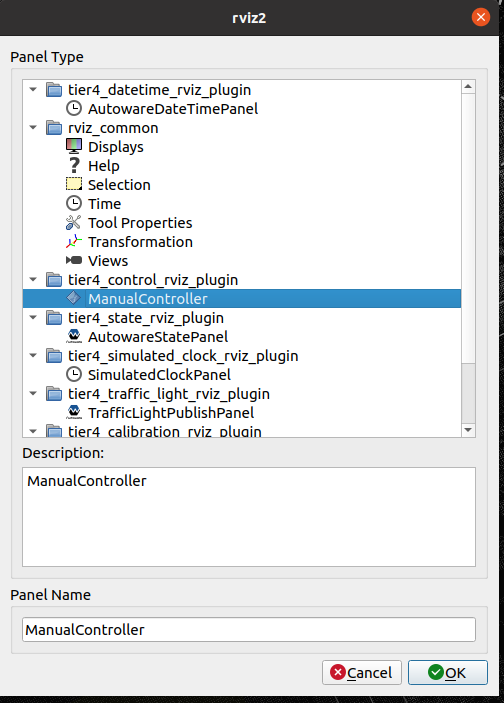 rviz2
Panel Type
tier4_datetime_rviz_plugin
AutowareDateTimePanel
rviz_common
Displays
Help
Selection
Time
Tool Properties
Transformation
Views
tier4_control_rviz_plugin
ManualController
tier4_state_rviz_plugin
AutowareStatePanel
tier4_simulated_clock_rviz_plugin
SimulatedClockPanel
tier4_traffic_light_rviz_plugin
TrafficLightPublishPanel
tier4_calibration_rviz_plugin
Description:
ManualController
Panel Name
ManualController
Cancel
OK